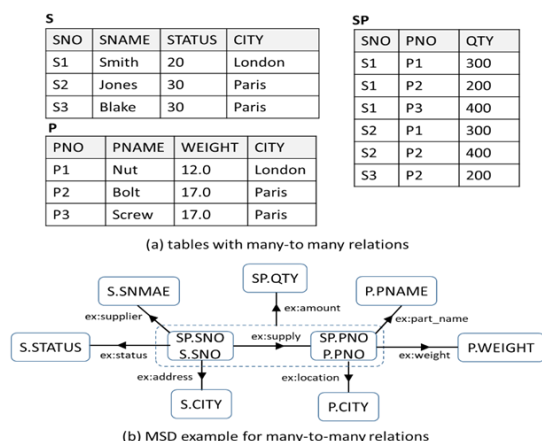 S
SNO SNAME STATUS CITY
S1 Smith 20 London
S2 Jones 30 Paris
S3 Blake 30 Paris
P
PNO PNAME WEIGHT CITY
P1 Nut 12.0 London
P2 Bolt 17.0 Paris
P3 Screw 17.0 Paris
SP
SNO PNO QTY
S1 P1 300
S1 P2 200
S1 P3 400
S2 P1 300
S2 P2 400
S3 P2 200
(a) tables with many-to many relations
S.SNMAE
SP.QTY
P.PNAME
ex:supplier
ex:amount
ex:part_name
S.STATUS
ex:status
SP.SNO
S.SNO
ex:supply
SP.PNO
P.PNO
ex:weight
P.WEIGHT
ex:address
ex:location
S.CITY
P.CITY
(b) MSD example for many-to-many relations